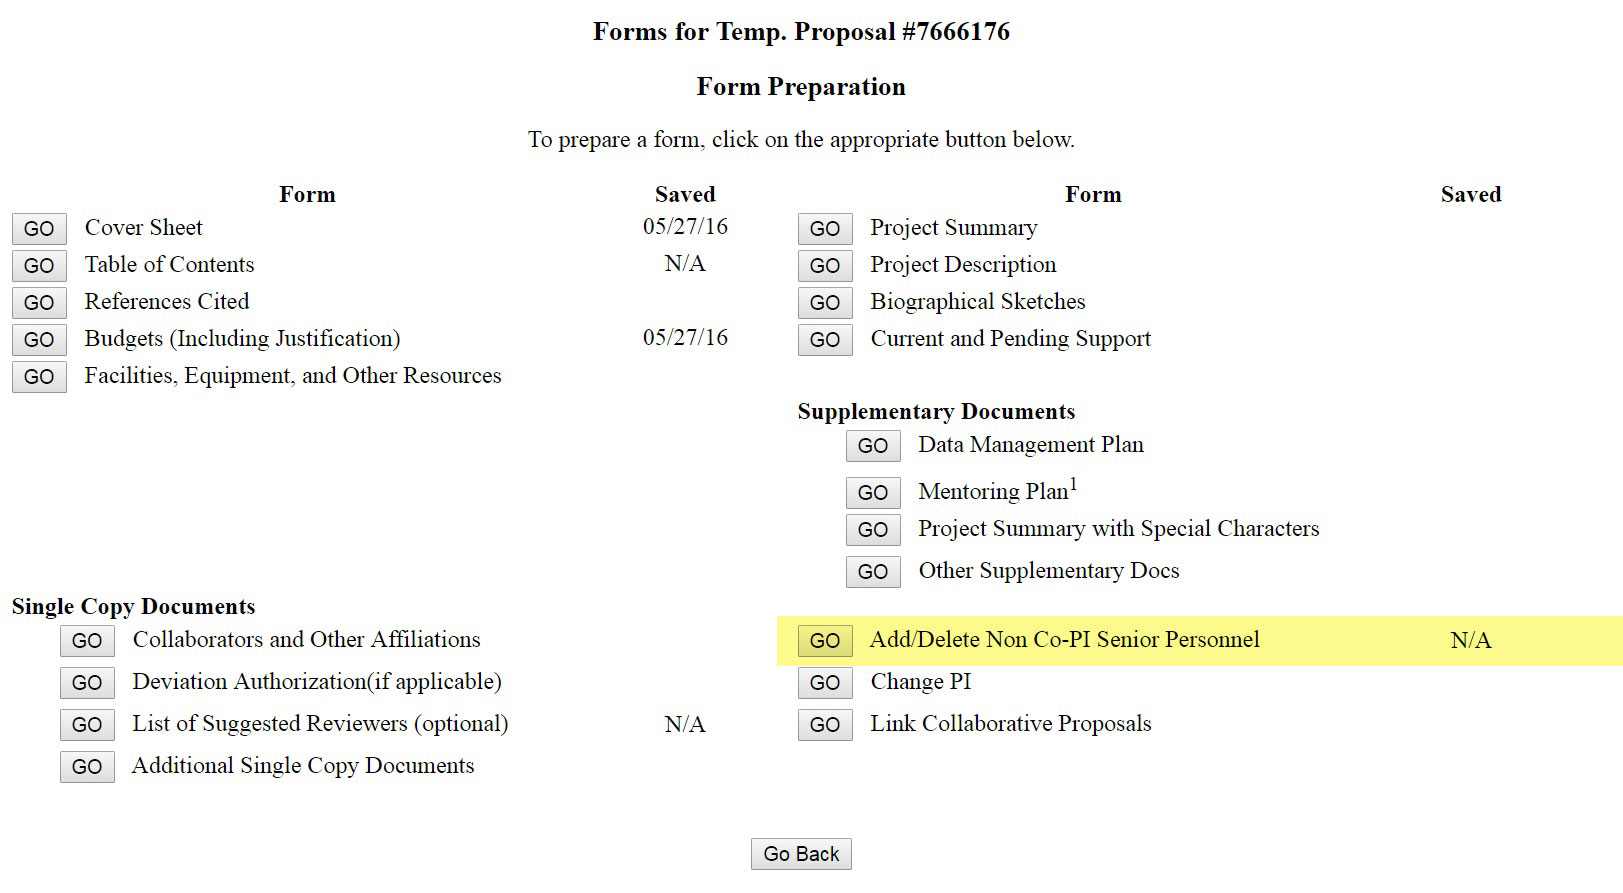 Forms for Temp. Proposal #7666176
Form Preparation
To prepare a form, click on the appropriate button below.
Form Saved
GO Cover Sheet 05/27/16
GO Table of Contents N/A
GO References Cited
GO Budgets (Including Justification) 05/27/16
GO Facilities, Equipment, and Other Resources
Form Saved
GO Project Summary
GO Project Description
GO Biographical Sketches
GO Current and Pending Support
Supplementary Documents
GO Data Management Plan
GO Mentoring Plan1
GO Project Summary with Special Characters
GO Other Supplementary Docs
Single Copy Documents
GO Collaborators and Other Affiliations
GO Deviation Authorization(if applicable)
GO List of Suggested Reviewers (optional) N/A
GO Additional Single Copy Documents
GO Add/Delete Non Co-PI Senior Personnel N/A
GO Change PI
GO Link Collaborative Proposals
Go Back